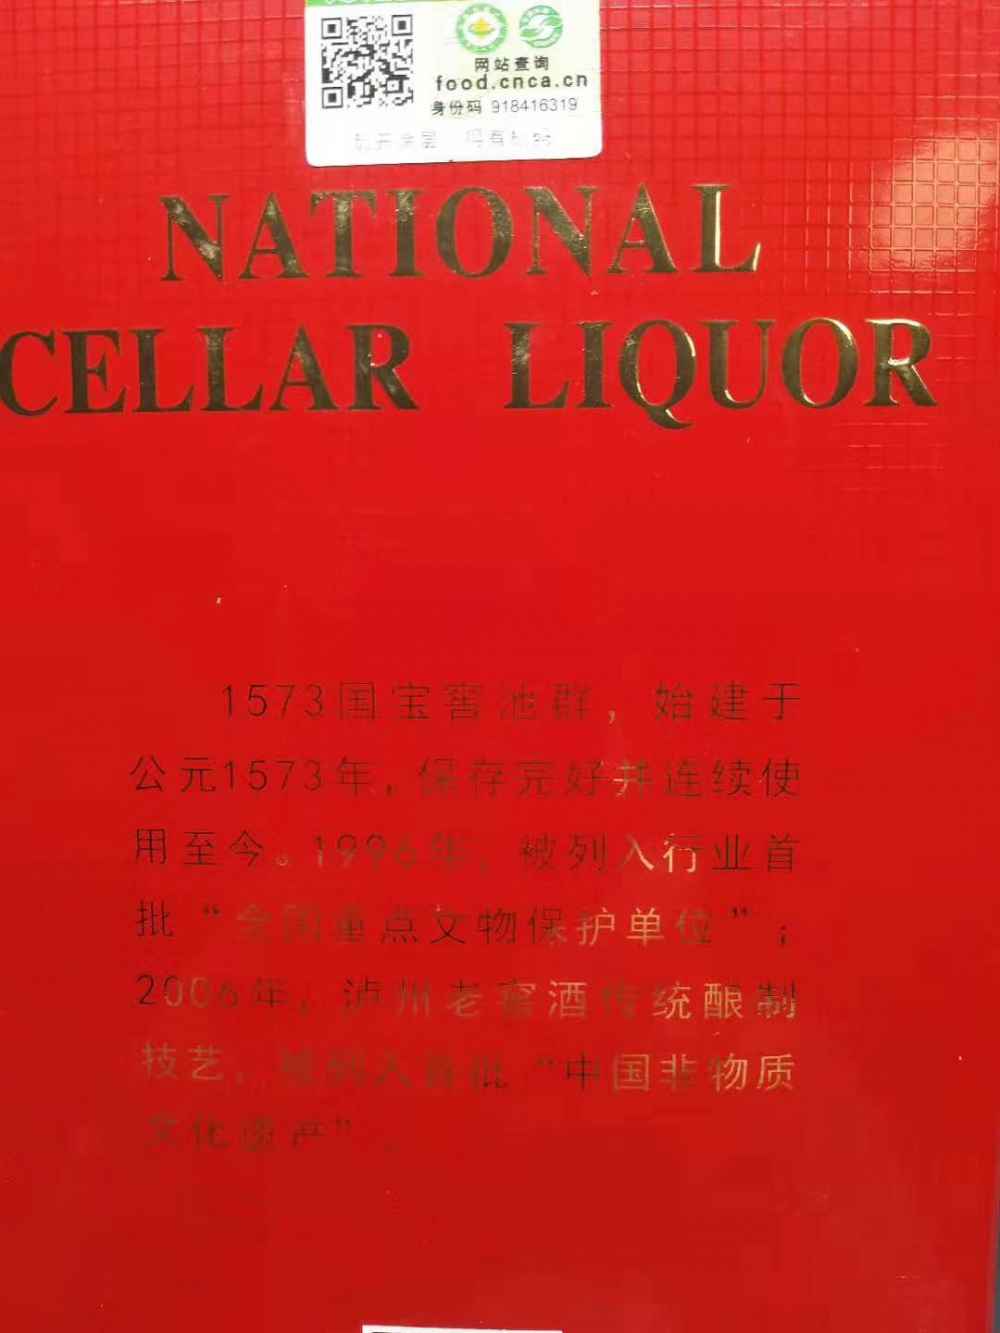 网站查询
food.cnca.cn
身份码 918416319
NATIONAL
CELLAR LIQUOR
1573国宝窖池群，始建于
公元1573年，保存完好并连续使
用至今。1996年，被列入行业首
批“全国重点文物保护单位”；
2006年，泸州老窖酒传统酿制
技艺，被列入首批“中国非物质
文化遗产”。